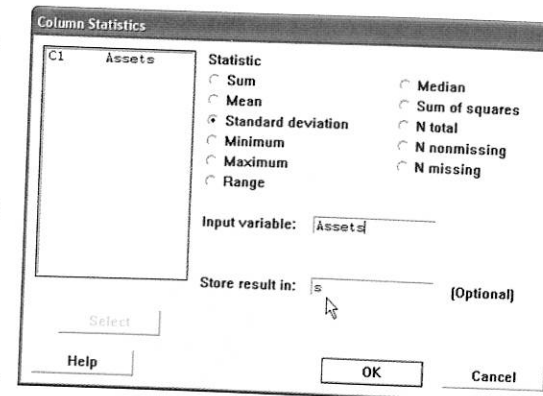 Column Statistics
C1 Assets
Statistic
Sum
Mean
Standard deviation
Minimum
Maximum
Range
Median
Sum of squares
N total
N nonmissing
N missing
Input variable: Assets
Store result in: s (Optional)
Select
Help
OK
Cancel